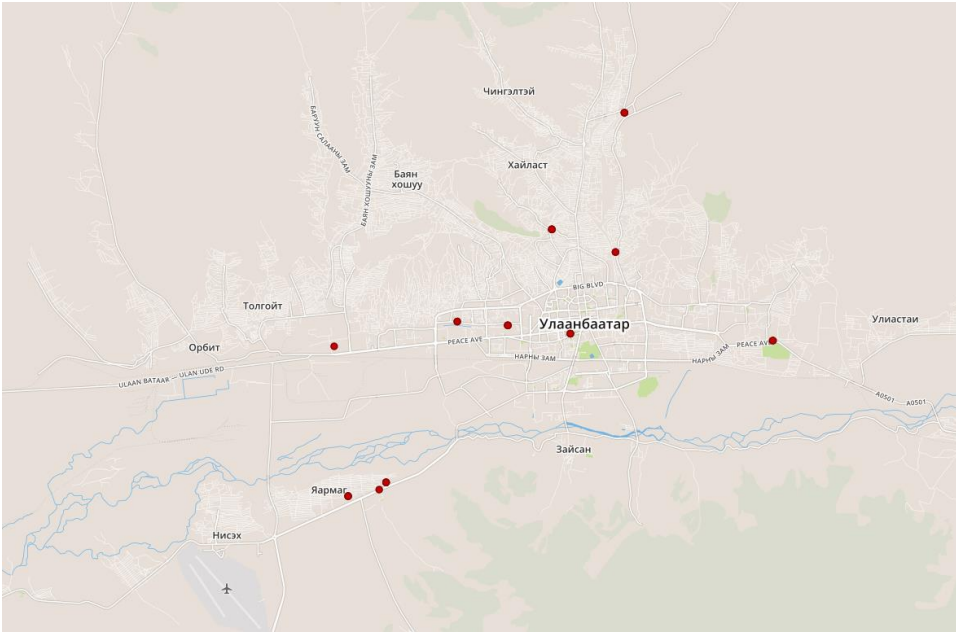 Чингэлтэй
БАРУУН САЛААНЫ ЗАМ
БАЯН ХОШУУНЫ ЗАМ
Хайласт
Баян
хошуу
BIG BLVD
Толгойт
Улаанбаатар
Улиастаи
Орбит
PEACE AVE
PEACE AVE
НАРНЫ ЗАМ
НАРНЫ ЗАМ
ULAAN BATAAR — ULAN UDE RD
A0501
A0501
Зайсан
Яармаг
Нисэх